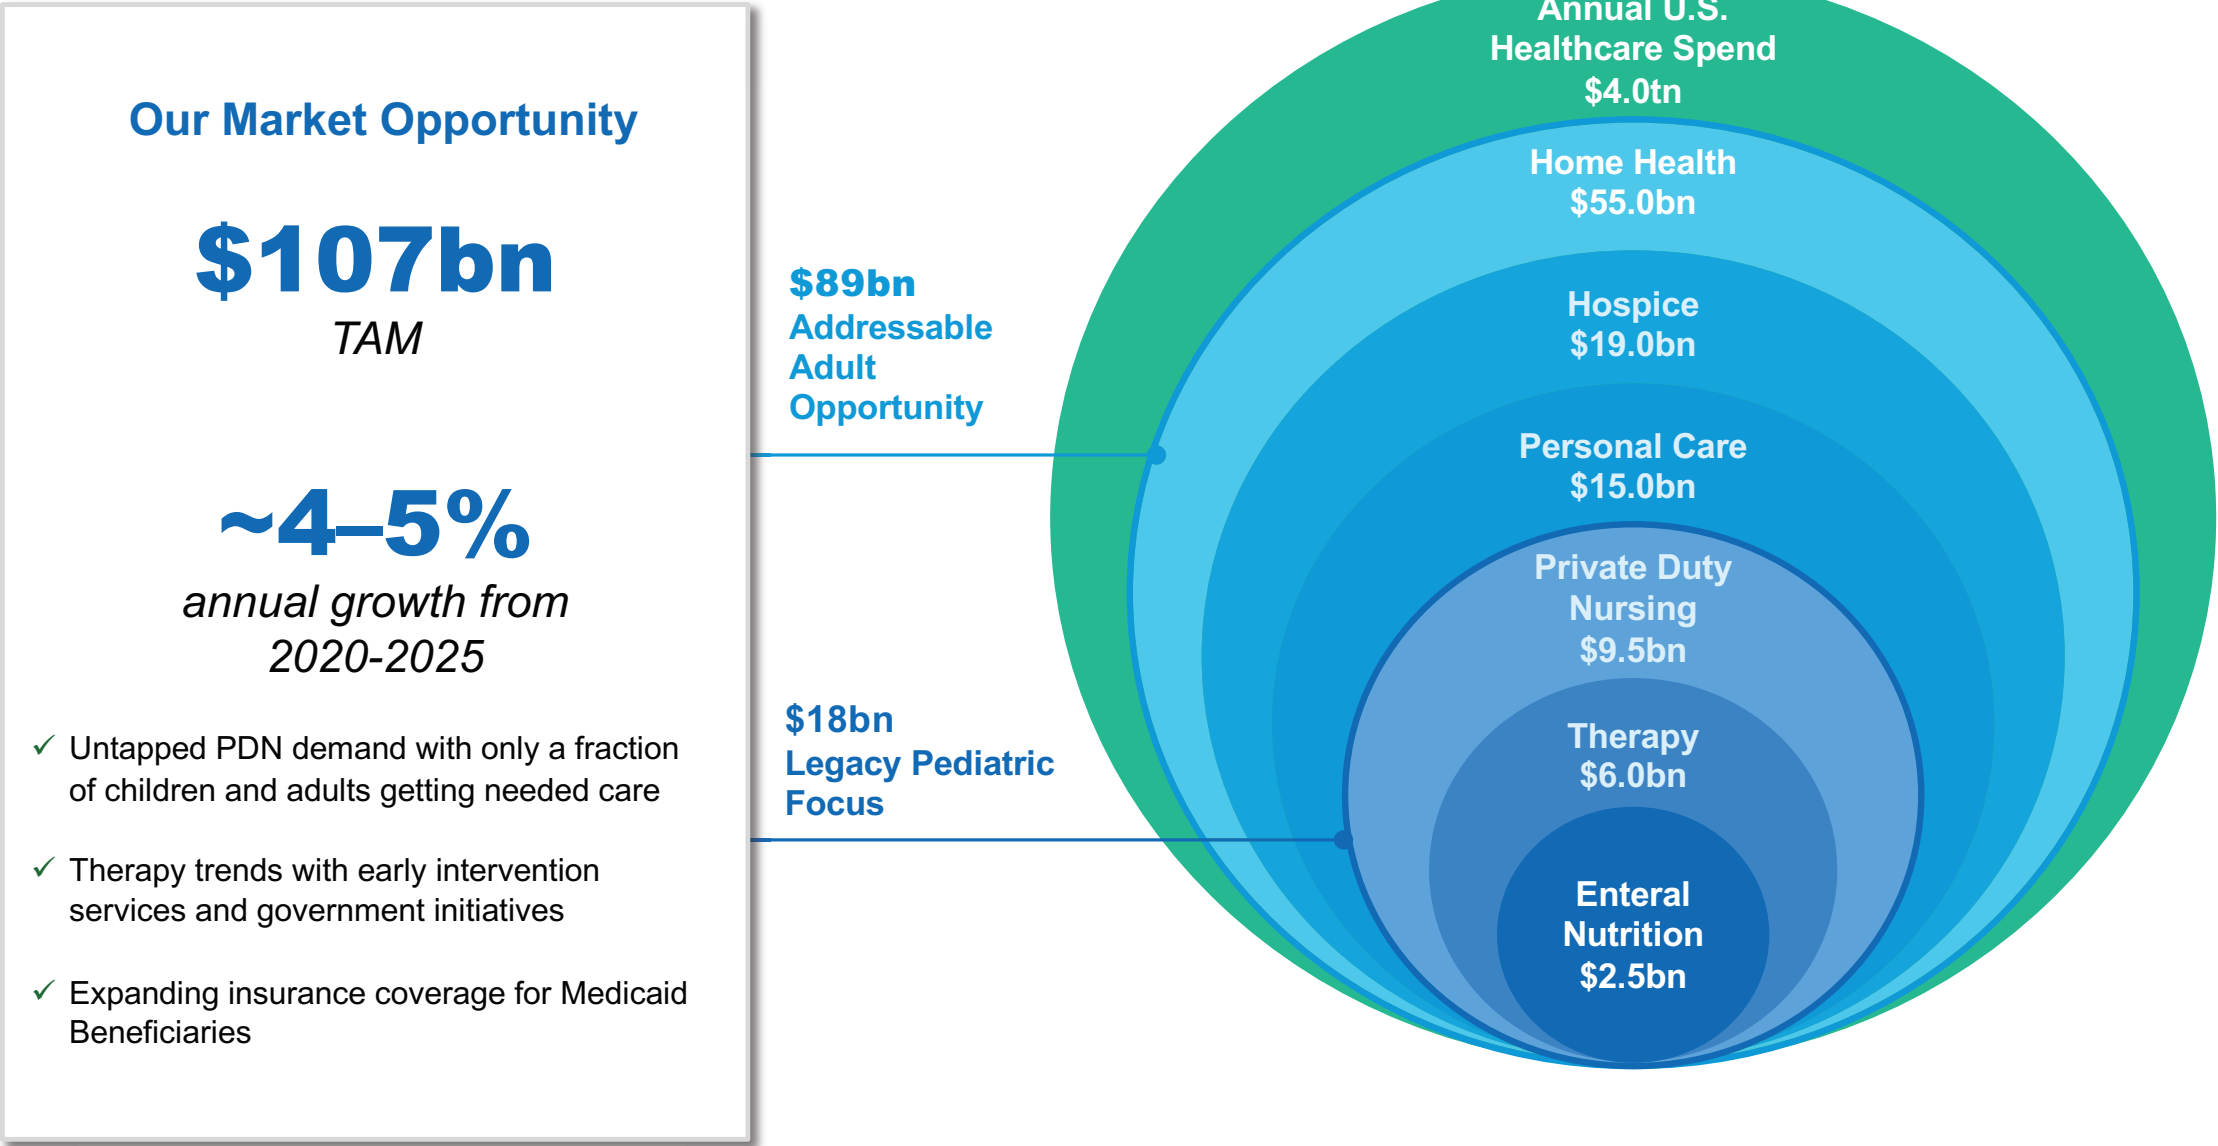 Our Market Opportunity
$107bn
TAM
~4–5%
annual growth from
2020-2025
✓ Untapped PDN demand with only a fraction
of children and adults getting needed care
✓ Therapy trends with early intervention
services and government initiatives
✓ Expanding insurance coverage for Medicaid
Beneficiaries
$89bn
Addressable
Adult
Opportunity
$18bn
Legacy Pediatric
Focus
Annual U.S.
Healthcare Spend
$4.0tn
Home Health
$55.0bn
Hospice
$19.0bn
Personal Care
$15.0bn
Private Duty
Nursing
$9.5bn
Therapy
$6.0bn
Enteral
Nutrition
$2.5bn